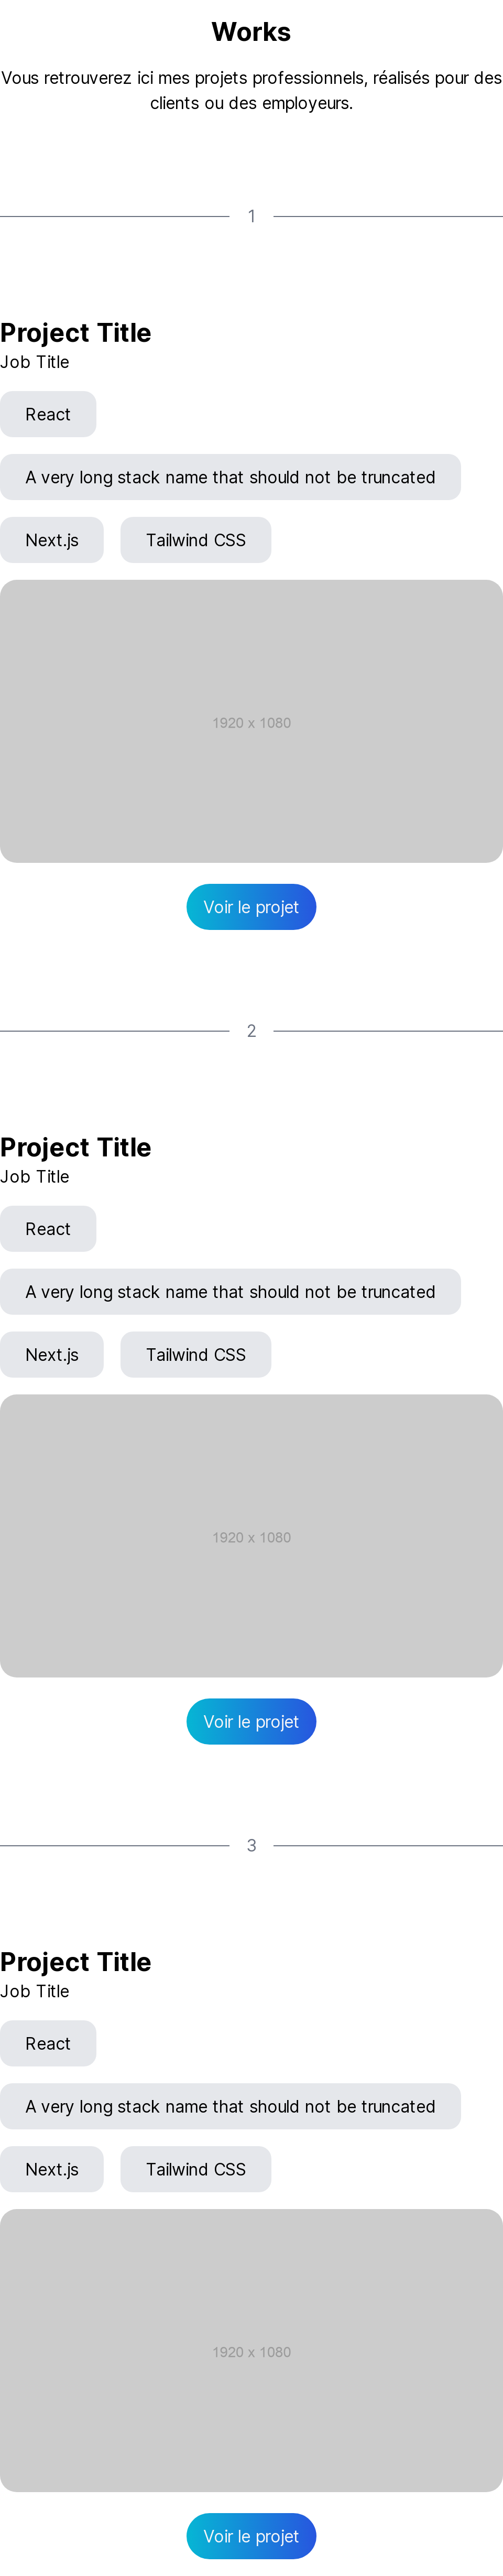 Works
Vous retrouverez ici mes projets professionnels, réalisés pour des
clients ou des employeurs.
1
Project Title
Job Title
React
A very long stack name that should not be truncated
Next.js Tailwind CSS
1920 x 1080
Voir le projet
2
Project Title
Job Title
React
A very long stack name that should not be truncated
Next.js Tailwind CSS
1920 x 1080
Voir le projet
3
Project Title
Job Title
React
A very long stack name that should not be truncated
Next.js Tailwind CSS
1920 x 1080
Voir le projet